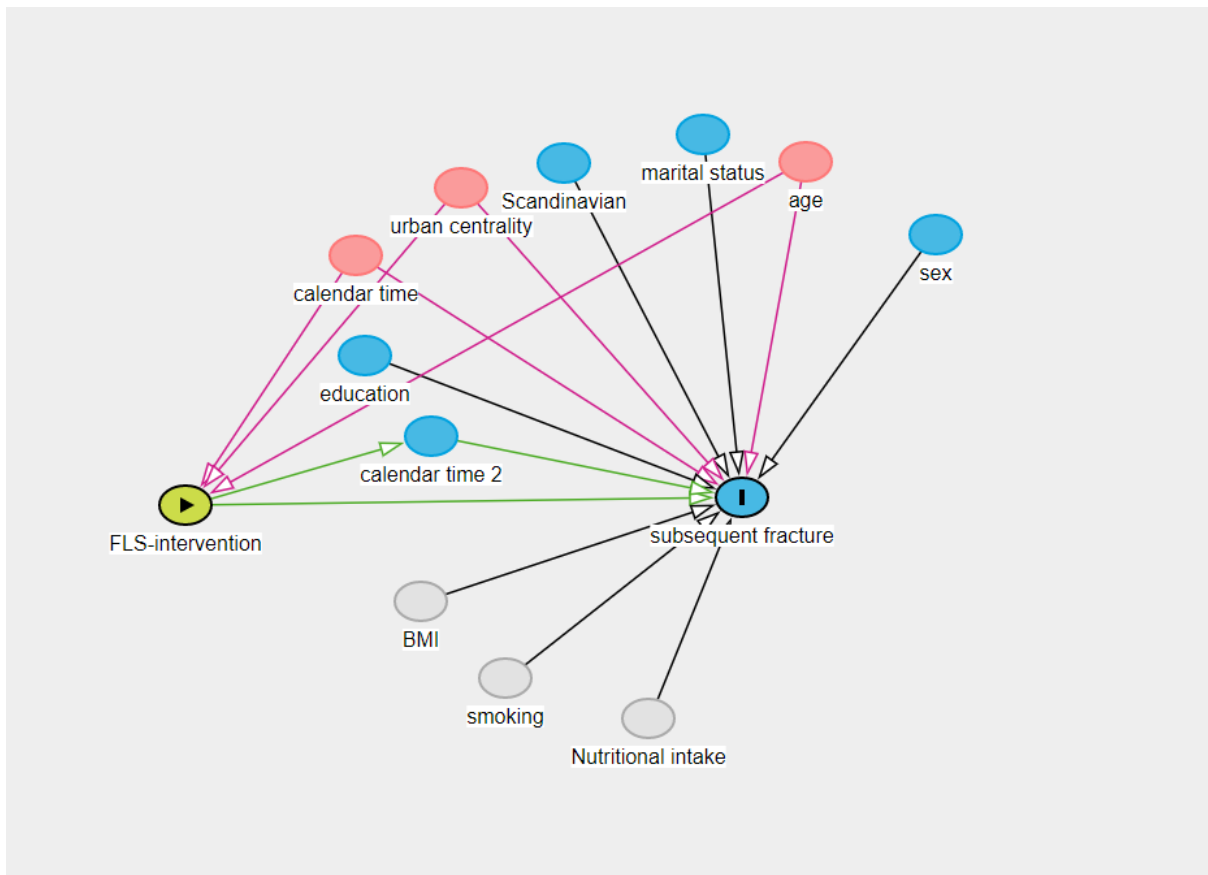 marital status
Scandinavian
age
urban centrality
sex
calendar time
education
calendar time 2
FLS-intervention
subsequent fracture
BMI
smoking
Nutritional intake